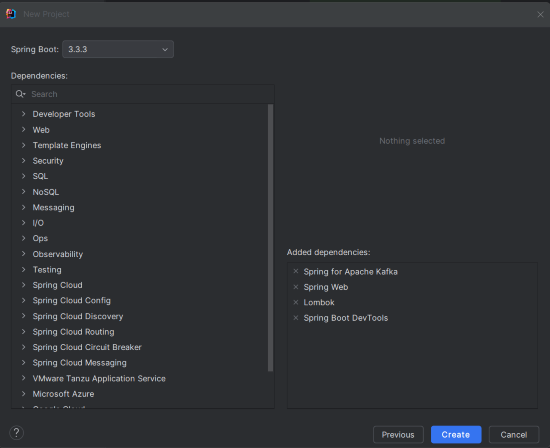 New Project
Spring Boot: 3.3.3
Dependencies:
Search
Developer Tools
Web
Template Engines
Security
SQL
NoSQL
Messaging
I/O
Ops
Observability
Testing
Spring Cloud
Spring Cloud Config
Spring Cloud Discovery
Spring Cloud Routing
Spring Cloud Circuit Breaker
Spring Cloud Messaging
VMware Tanzu Application Service
Microsoft Azure
Google Cloud
Nothing selected
Added dependencies:
Spring for Apache Kafka
Spring Web
Lombok
Spring Boot DevTools
? Previous Create Cancel